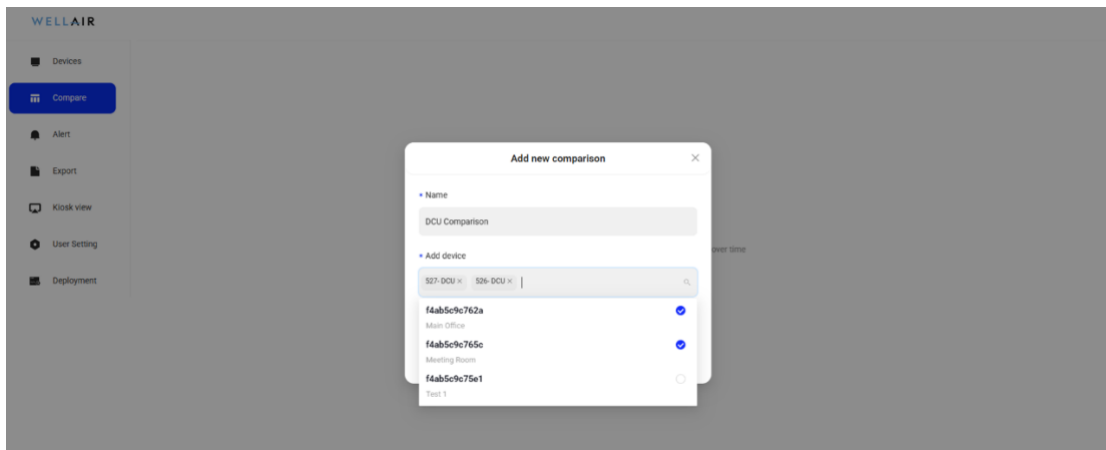 WELLAIR
Devices
Compare
Alert
Export
Kiosk view
User Setting
Deployment
Add new comparison
Name
DCU Comparison
Add device
over time
527-DCU × 526-DCU ×
f4ab5c9c762a
Main Office
f4ab5c9c765c
Meeting Room
f4ab5c9c75e1
Test 1